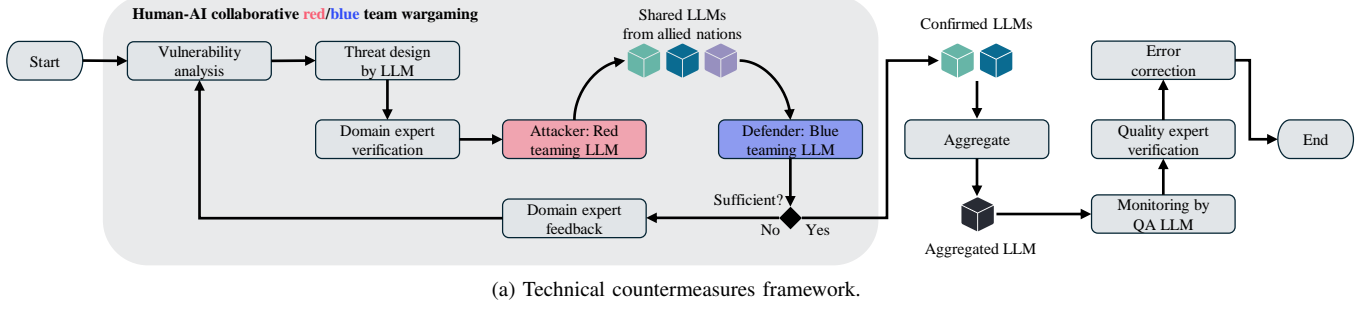 Human-AI collaborative red/blue team wargaming
Start
Vulnerability
analysis
Threat design
by LLM
Domain expert
verification
Attacker: Red
teaming LLM
Shared LLMs
from allied nations
Defender: Blue
teaming LLM
Sufficient?
No
Yes
Domain expert
feedback
Confirmed LLMs
Aggregate
Aggregated LLM
Monitoring by
QA LLM
Quality expert
verification
Error
correction
End
(a) Technical countermeasures framework.